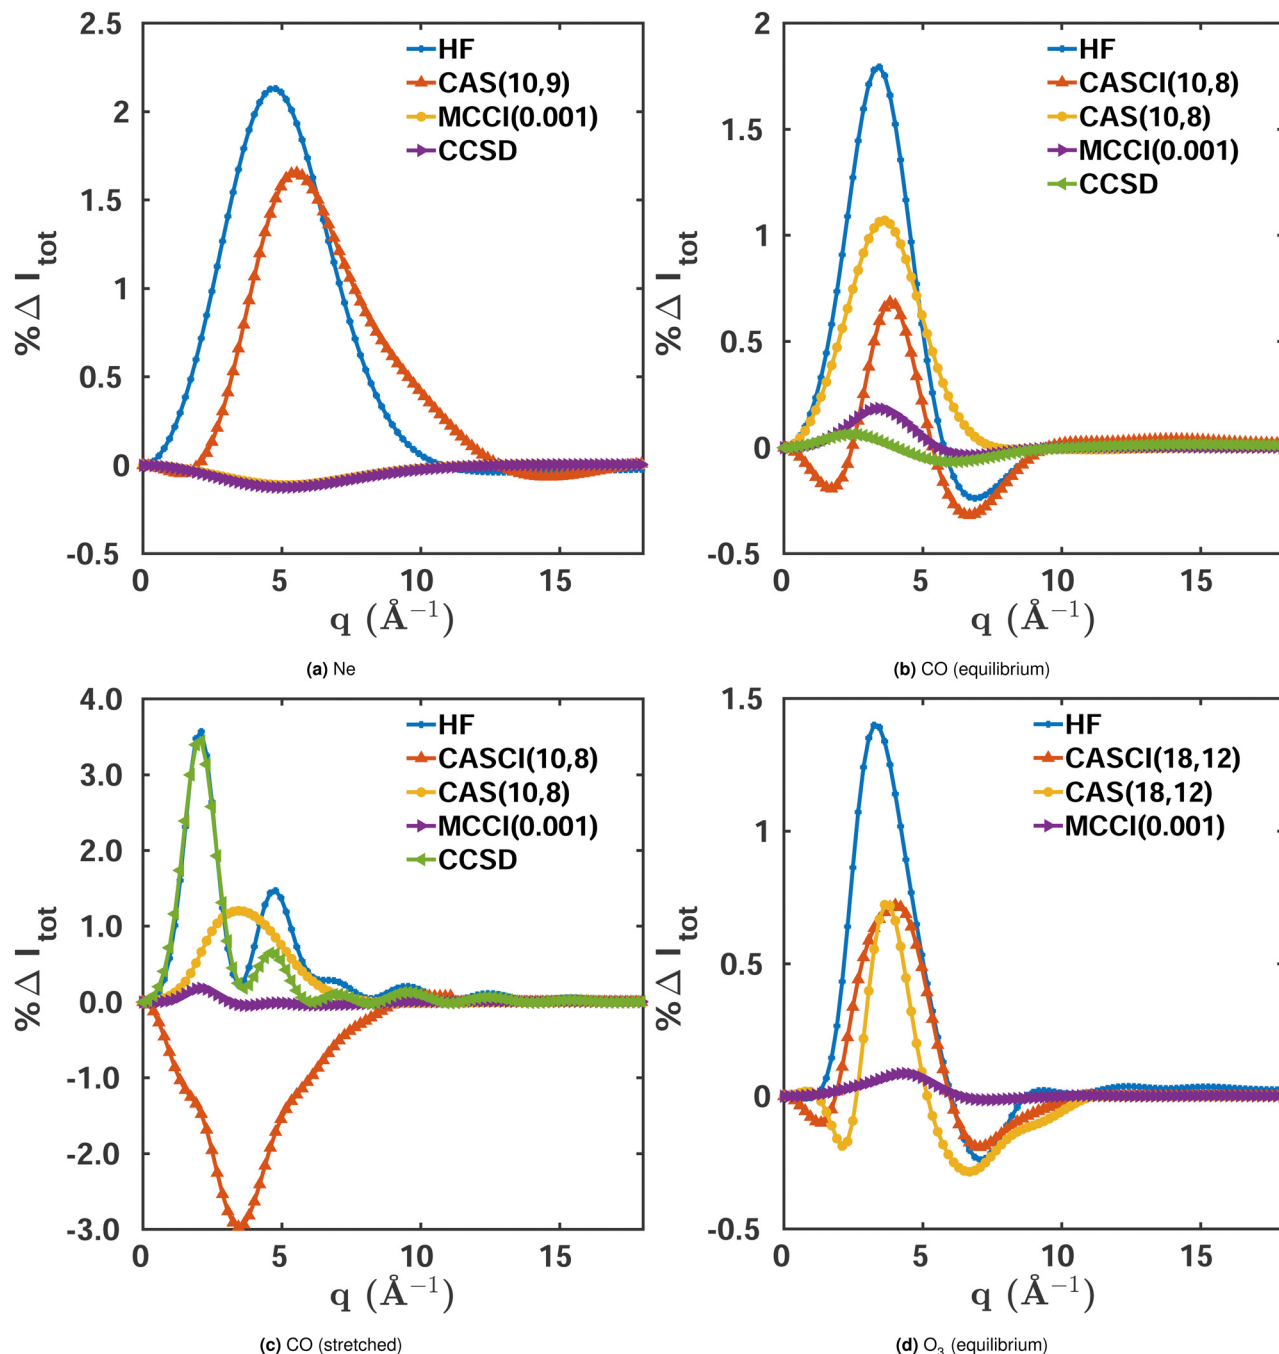 2.5
2
1.5
1
0.5
0
-0.5
% Δ I_tot
HF
CAS(10,9)
MCCI(0.001)
CCSD
0 5 10 15
q (Å⁻¹)
(a) Ne
2
1.5
1
0.5
0
-0.5
% Δ I_tot
HF
CASCI(10,8)
CAS(10,8)
MCCI(0.001)
CCSD
0 5 10 15
q (Å⁻¹)
(b) CO (equilibrium)
4.0
3.0
2.0
1.0
0.0
-1.0
-2.0
-3.0
% Δ I_tot
HF
CASCI(10,8)
CAS(10,8)
MCCI(0.001)
CCSD
0 5 10 15
q (Å⁻¹)
(c) CO (stretched)
1.5
1
0.5
0
-0.5
% Δ I_tot
HF
CASCI(18,12)
CAS(18,12)
MCCI(0.001)
0 5 10 15
q (Å⁻¹)
(d) O₃ (equilibrium)